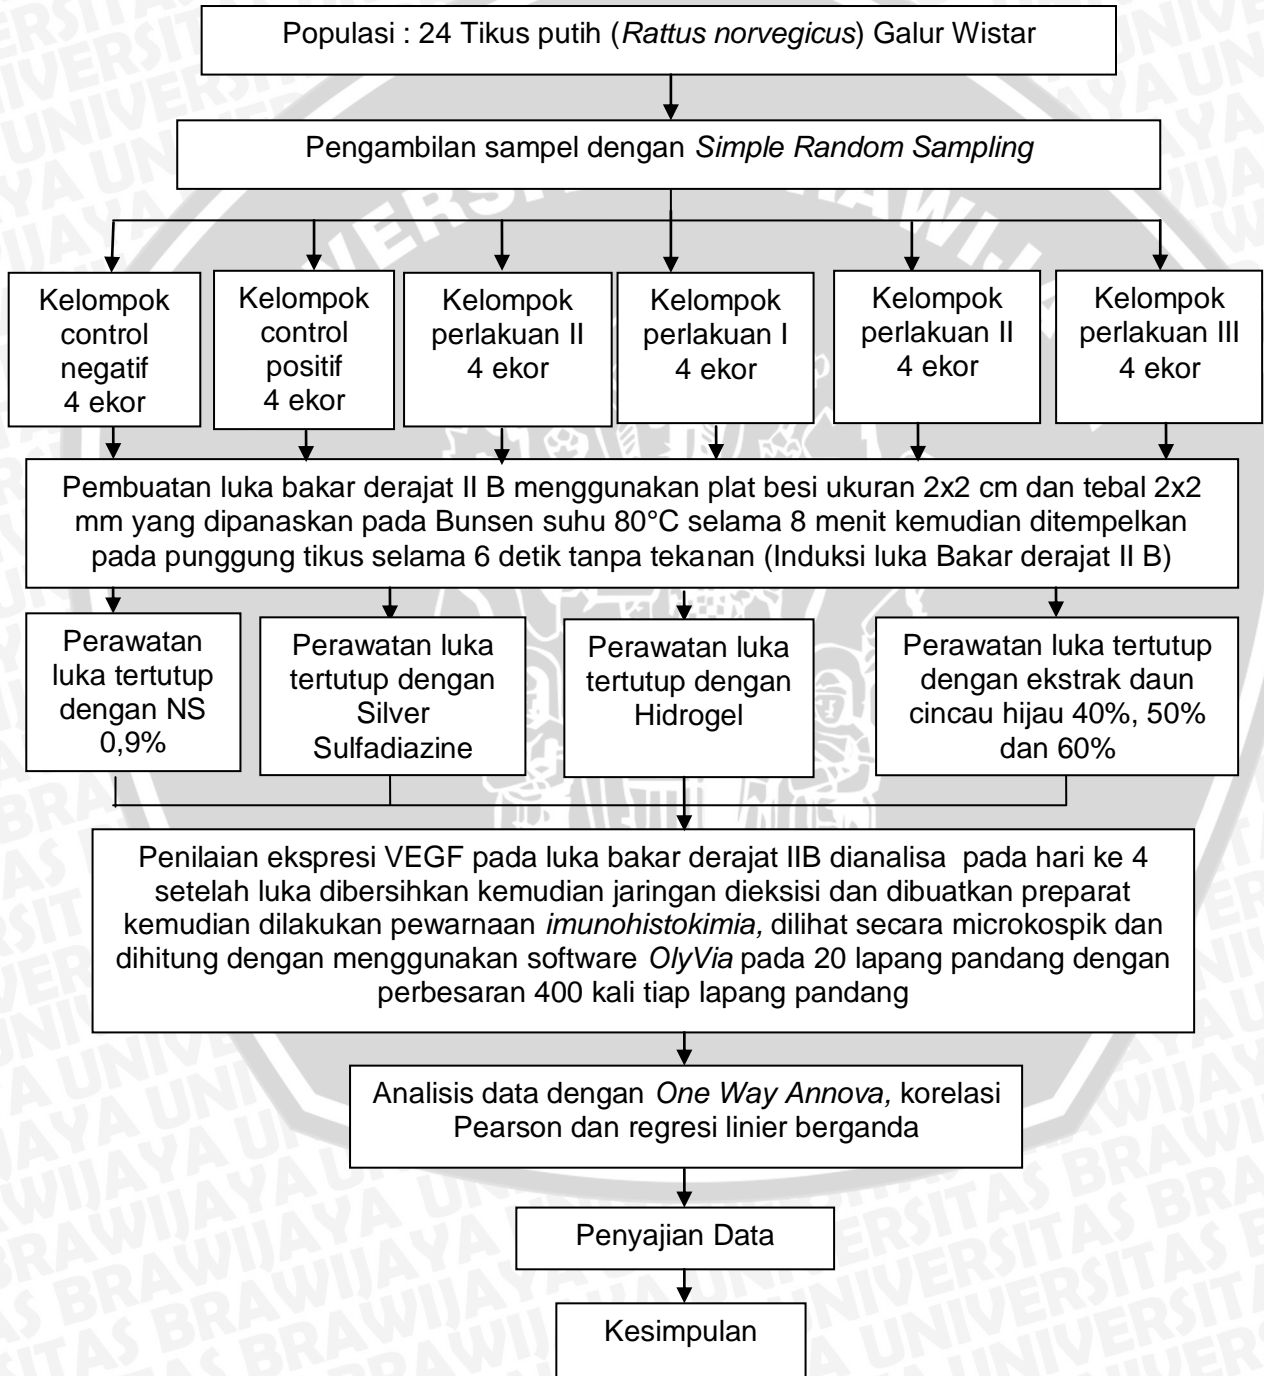 Populasi : 24 Tikus putih (Rattus norvegicus) Galur Wistar
Pengambilan sampel dengan Simple Random Sampling
Kelompok
control
negatif
4 ekor
Kelompok
control
positif
4 ekor
Kelompok
perlakuan II
4 ekor
Kelompok
perlakuan I
4 ekor
Kelompok
perlakuan II
4 ekor
Kelompok
perlakuan III
4 ekor
Pembuatan luka bakar derajat II B menggunakan plat besi ukuran 2x2 cm dan tebal 2x2
mm yang dipanaskan pada Bunsen suhu 80°C selama 8 menit kemudian ditempelkan
pada punggung tikus selama 6 detik tanpa tekanan (Induksi luka Bakar derajat II B)
Perawatan
luka tertutup
dengan NS
0,9%
Perawatan luka
tertutup dengan
Silver
Sulfadiazine
Perawatan luka
tertutup dengan
Hidrogel
Perawatan luka tertutup
dengan ekstrak daun
cincau hijau 40%, 50%
dan 60%
Penilaian ekspresi VEGF pada luka bakar derajat IIB dianalisa pada hari ke 4
setelah luka dibersihkan kemudian jaringan dieksisi dan dibuatkan preparat
kemudian dilakukan pewarnaan imunohistokimia, dilihat secara microkospik dan
dihitung dengan menggunakan software OlyVia pada 20 lapang pandang dengan
perbesaran 400 kali tiap lapang pandang
Analisis data dengan One Way Annova, korelasi
Pearson dan regresi linier berganda
Penyajian Data
Kesimpulan